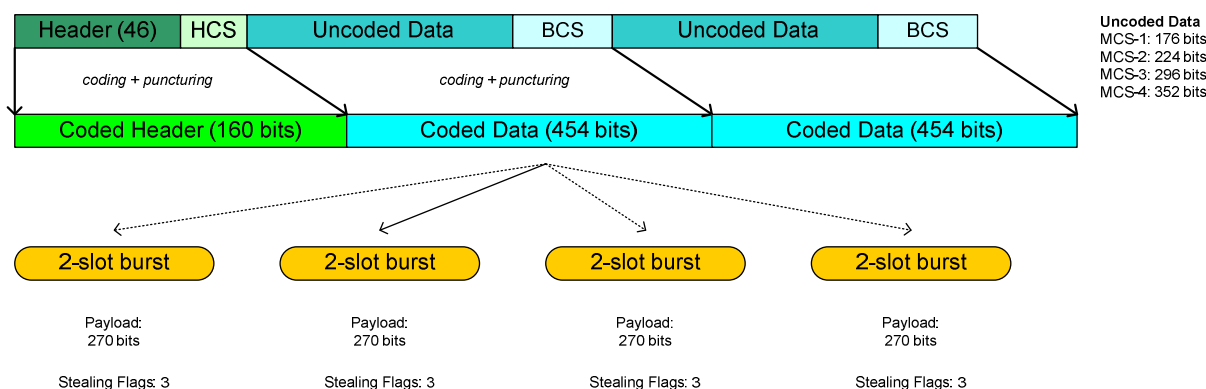 Header (46) HCS Uncoded Data BCS Uncoded Data BCS
Uncoded Data
MCS-1: 176 bits
MCS-2: 224 bits
MCS-3: 296 bits
MCS-4: 352 bits
coding + puncturing coding + puncturing
Coded Header (160 bits) Coded Data (454 bits) Coded Data (454 bits)
2-slot burst 2-slot burst 2-slot burst 2-slot burst
Payload: Payload: Payload: Payload:
270 bits 270 bits 270 bits 270 bits
Stealing Flags: 3 Stealing Flags: 3 Stealing Flags: 3 Stealing Flags: 3